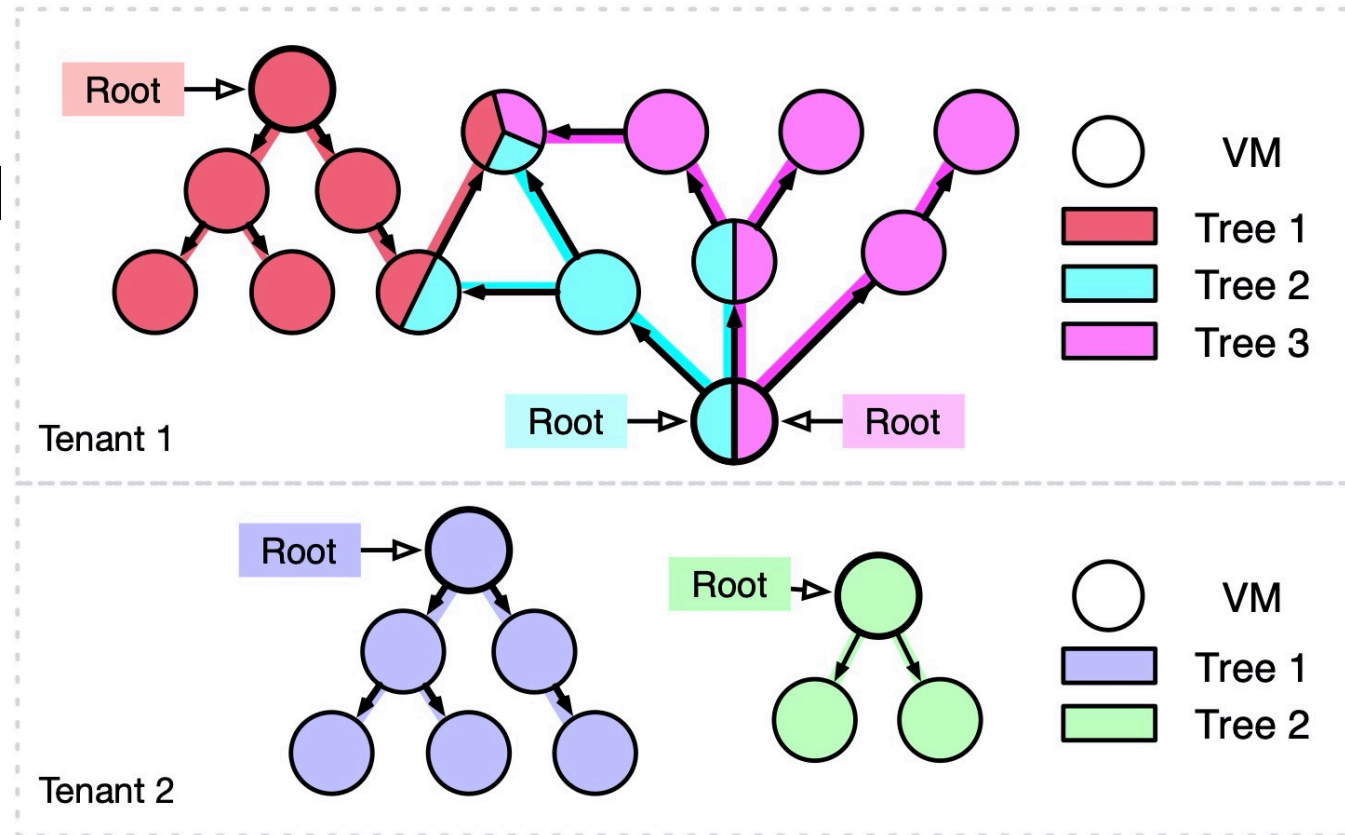 Root
VM
Tree 1
Tree 2
Tree 3
Root
Root
Tenant 1
Root
Root
VM
Tree 1
Tree 2
Tenant 2